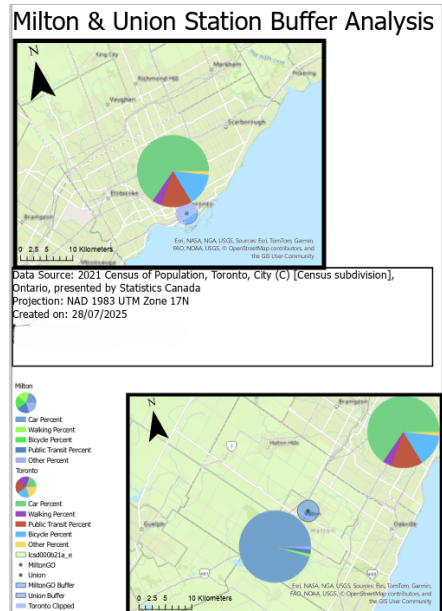 Milton & Union Station Buffer Analysis
N
King City
Markham
Pickering
Richmond Hill
Vaughan
Scarborough
Etobicoke
Brampton
Mississauga
0 2.5 5 10 Kilometers
Esri, NASA, NGA, USGS, Sources: Esri, TomTom, Garmin,
FAO, NOAA, USGS, © OpenStreetMap contributors, and
the GIS User Community
Data Source: 2021 Census of Population, Toronto, City (C) [Census subdivision],
Ontario, presented by Statistics Canada
Projection: NAD 1983 UTM Zone 17N
Created on: 28/07/2025
Milton
Car Percent
Walking Percent
Bicycle Percent
Public Transit Percent
Other Percent
Toronto
Car Percent
Walking Percent
Public Transit Percent
Bicycle Percent
Other Percent
lcsd000b21a_e
MiltonGO
Union
MiltonGO Buffer
Union Buffer
Toronto Clipped
N
Brampton
Halton Hills
Guelph
Oakville
0 2.5 5 10 Kilometers
Esri, NASA, NGA, USGS, Sources: Esri, TomTom, Garmin,
FAO, NOAA, USGS, © OpenStreetMap contributors, and
the GIS User Community